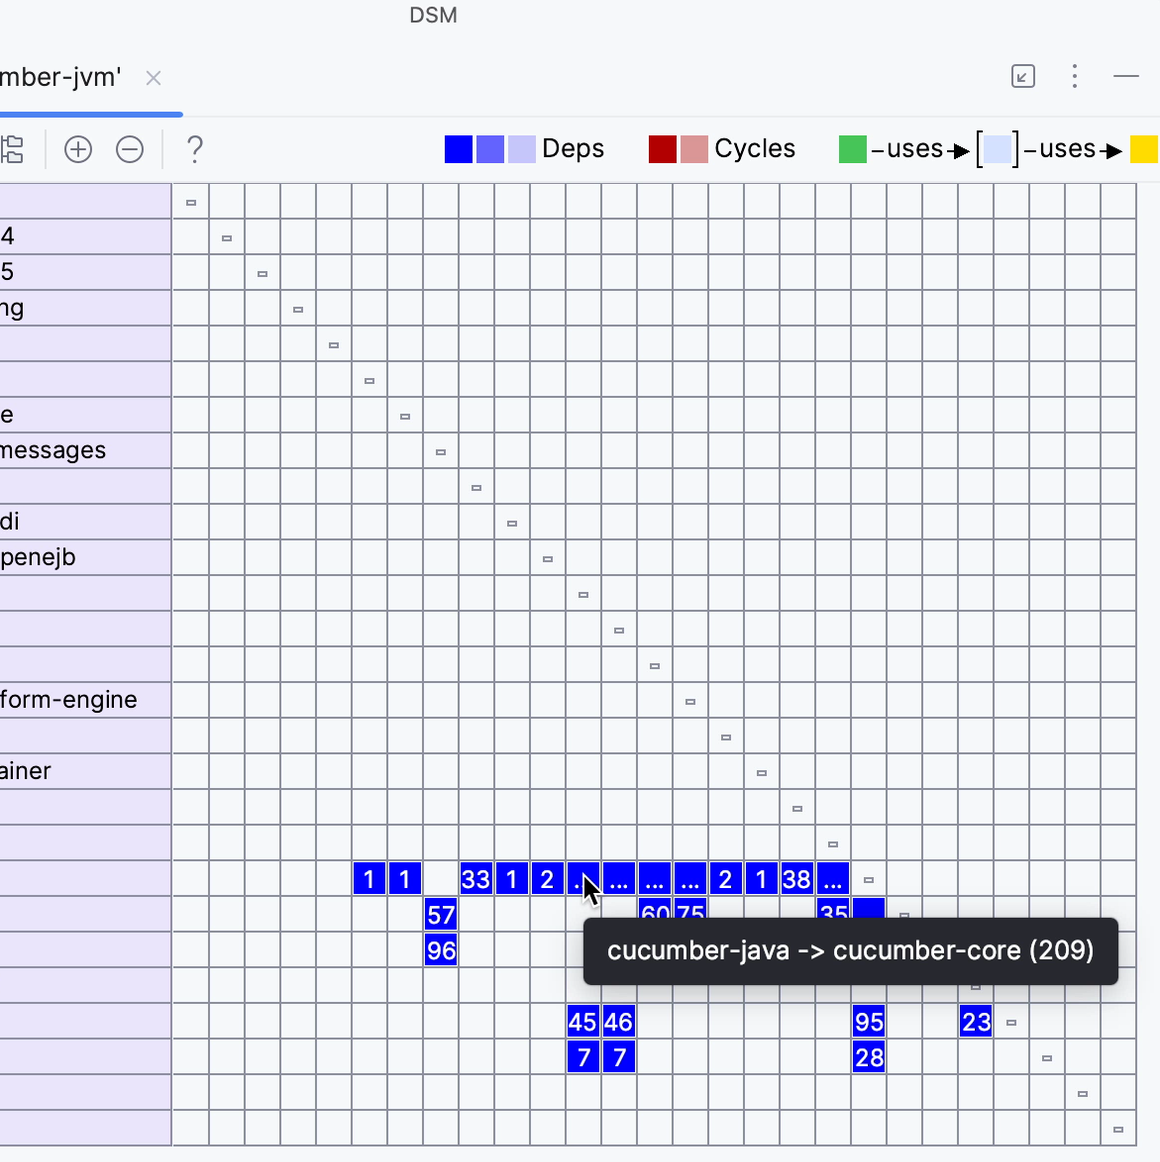 DSM
mber-jvm'
? Deps Cycles uses uses
4
5
ng
e
messages
di
penejb
form-engine
ainer
1 1 33 1 2 ... ... ... ... 2 1 38 ...
57 60 75 35
96
cucumber-java -> cucumber-core (209)
45 46 95 23
7 7 28